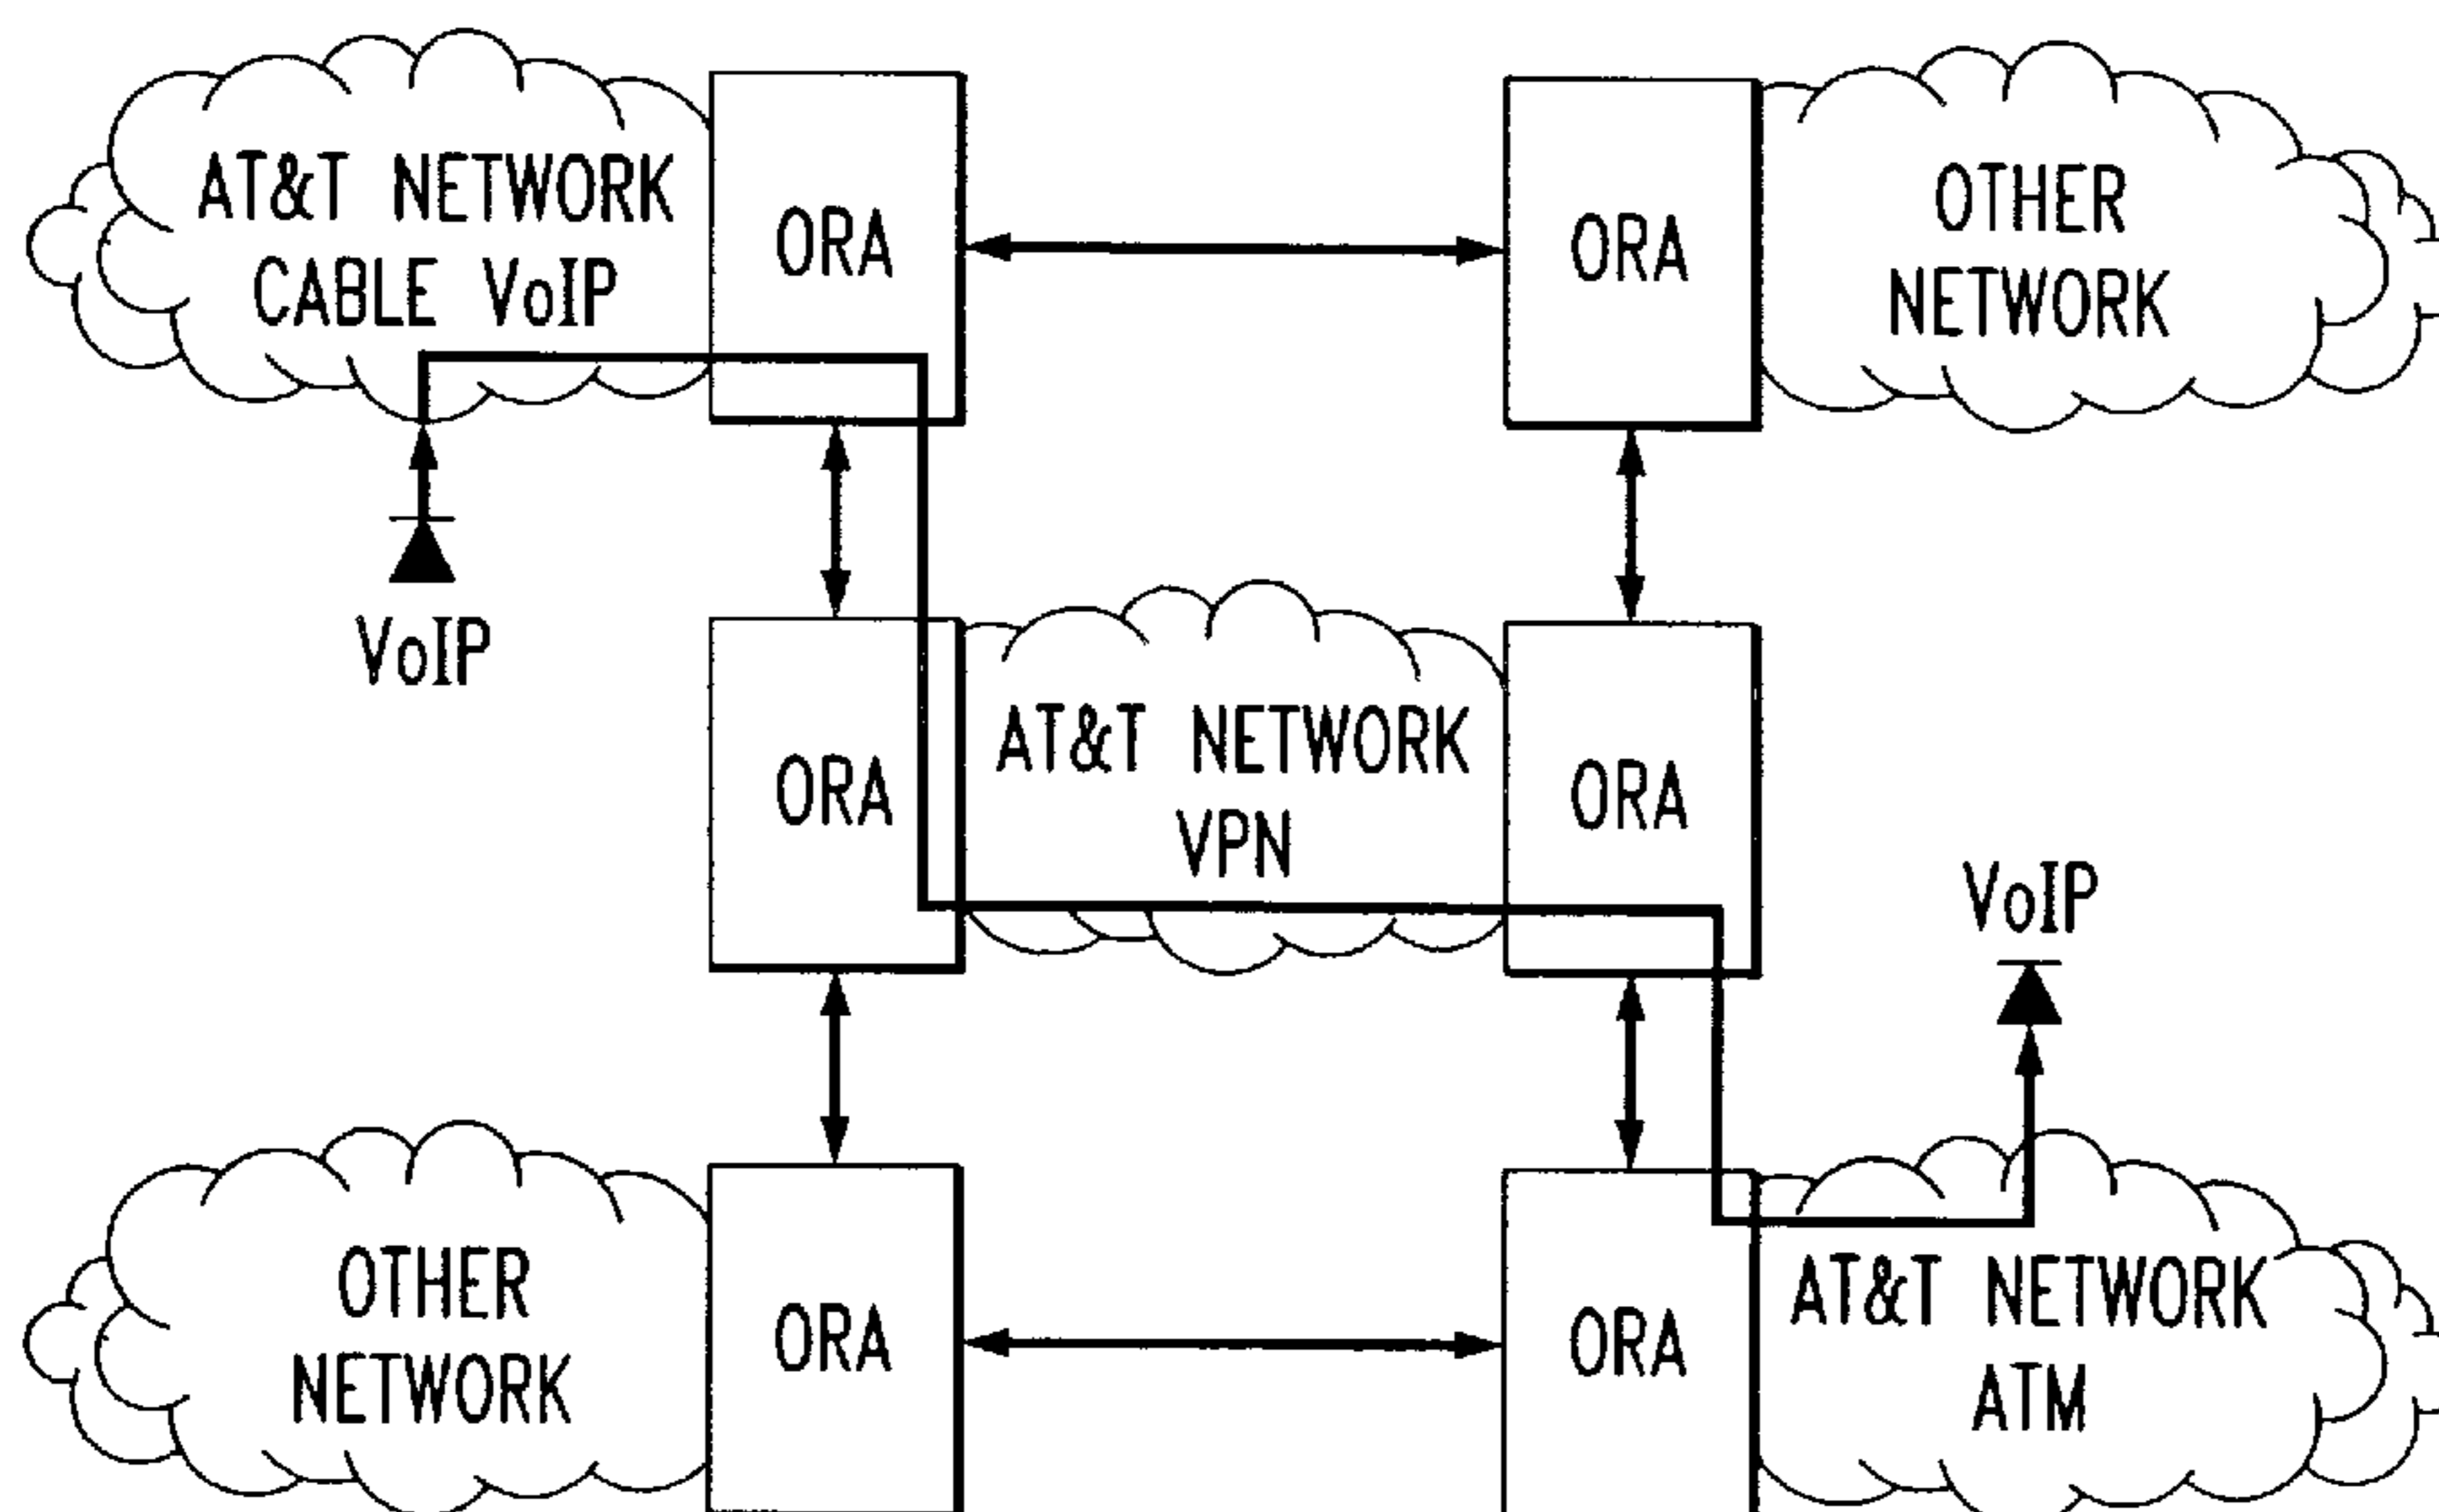 AT&T NETWORK
CABLE VoIP
ORA
ORA
OTHER
NETWORK
VoIP
ORA
AT&T NETWORK
VPN
ORA
VoIP
OTHER
NETWORK
ORA
ORA
AT&T NETWORK
ATM